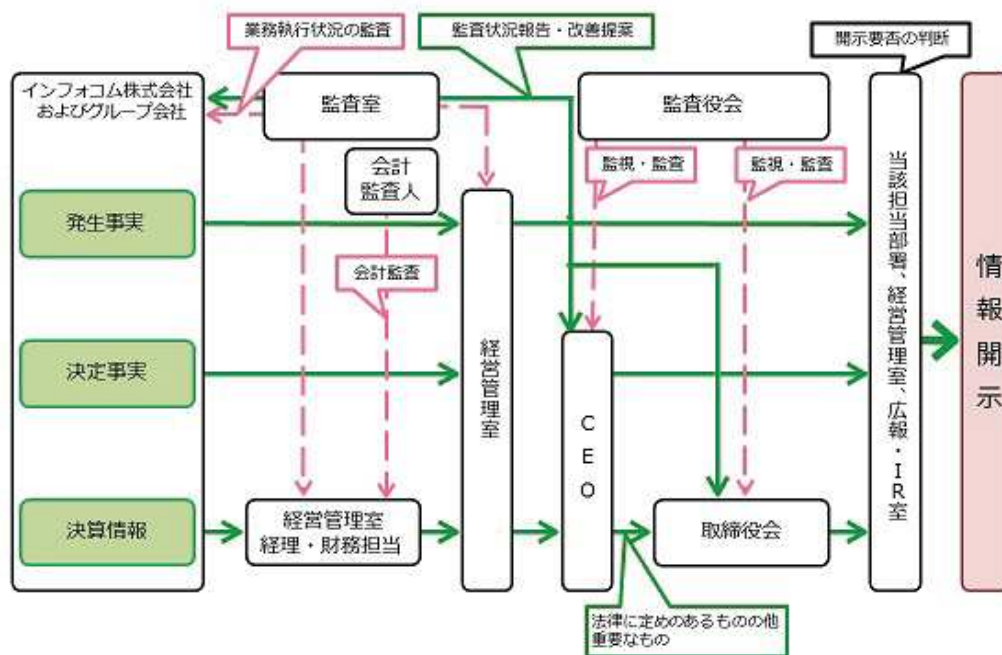 業務執行状況の監査
監査状況報告・改善提案
開示要否の判断
インフォコム株式会社
およびグループ会社
監査室
監査役会
会計
監査人
監視・監査
監視・監査
発生事実
会計監査
決定事実
経営管理室
CEO
当該担当部署、経営管理室、広報・IR室
情報開示
決算情報
経営管理室
経理・財務担当
取締役会
法律に定めのあるものの他
重要なもの